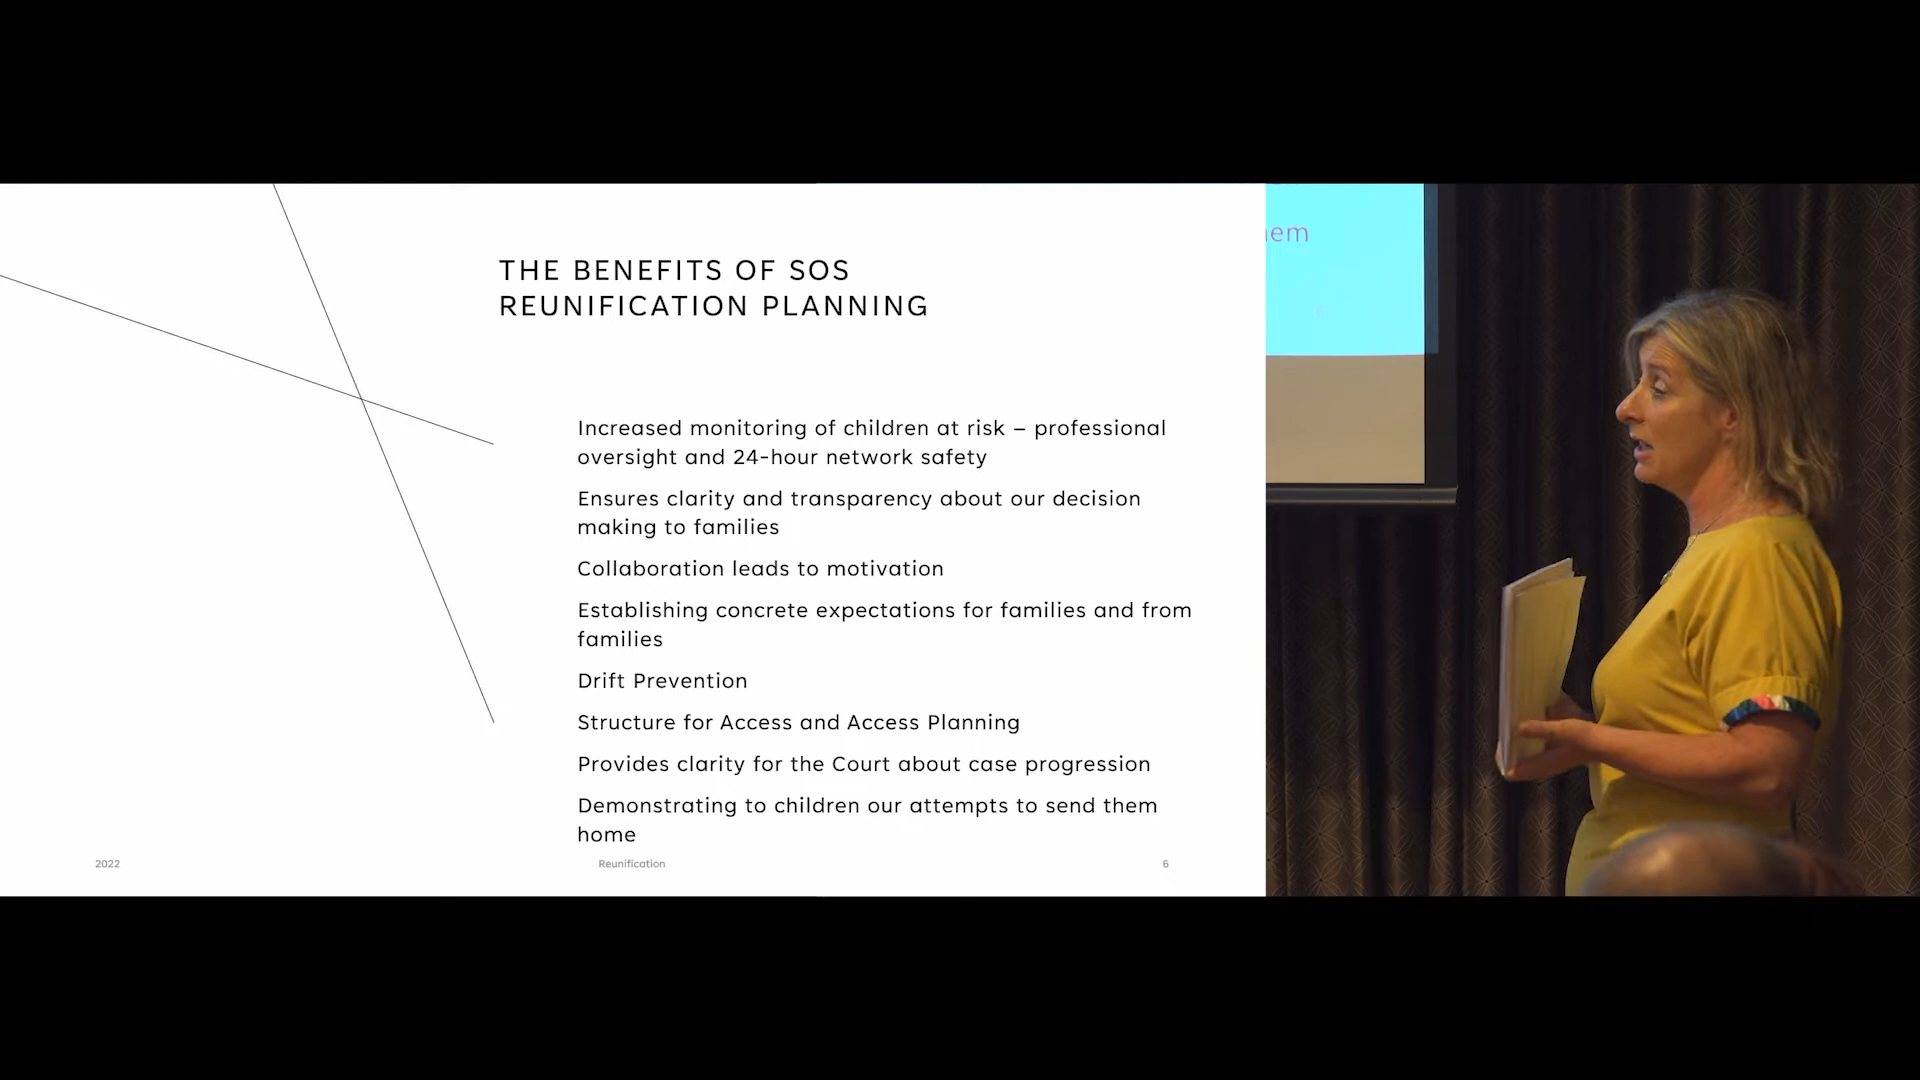 THE BENEFITS OF SOS
REUNIFICATION PLANNING
Increased monitoring of children at risk – professional
oversight and 24-hour network safety
Ensures clarity and transparency about our decision
making to families
Collaboration leads to motivation
Establishing concrete expectations for families and from
families
Drift Prevention
Structure for Access and Access Planning
Provides clarity for the Court about case progression
Demonstrating to children our attempts to send them
home
2022
Reunification
6